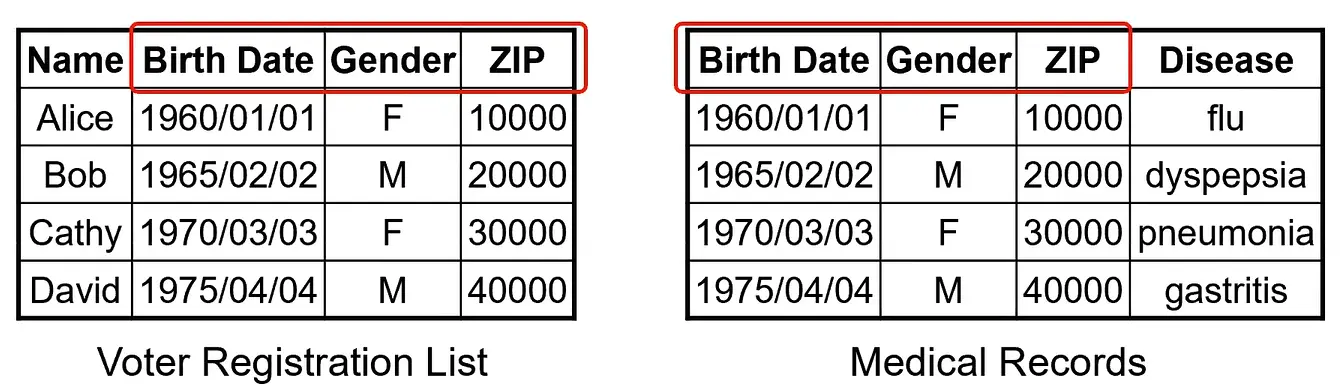 Name Birth Date Gender ZIP
Alice 1960/01/01 F 10000
Bob 1965/02/02 M 20000
Cathy 1970/03/03 F 30000
David 1975/04/04 M 40000
Voter Registration List
Birth Date Gender ZIP Disease
1960/01/01 F 10000 flu
1965/02/02 M 20000 dyspepsia
1970/03/03 F 30000 pneumonia
1975/04/04 M 40000 gastritis
Medical Records